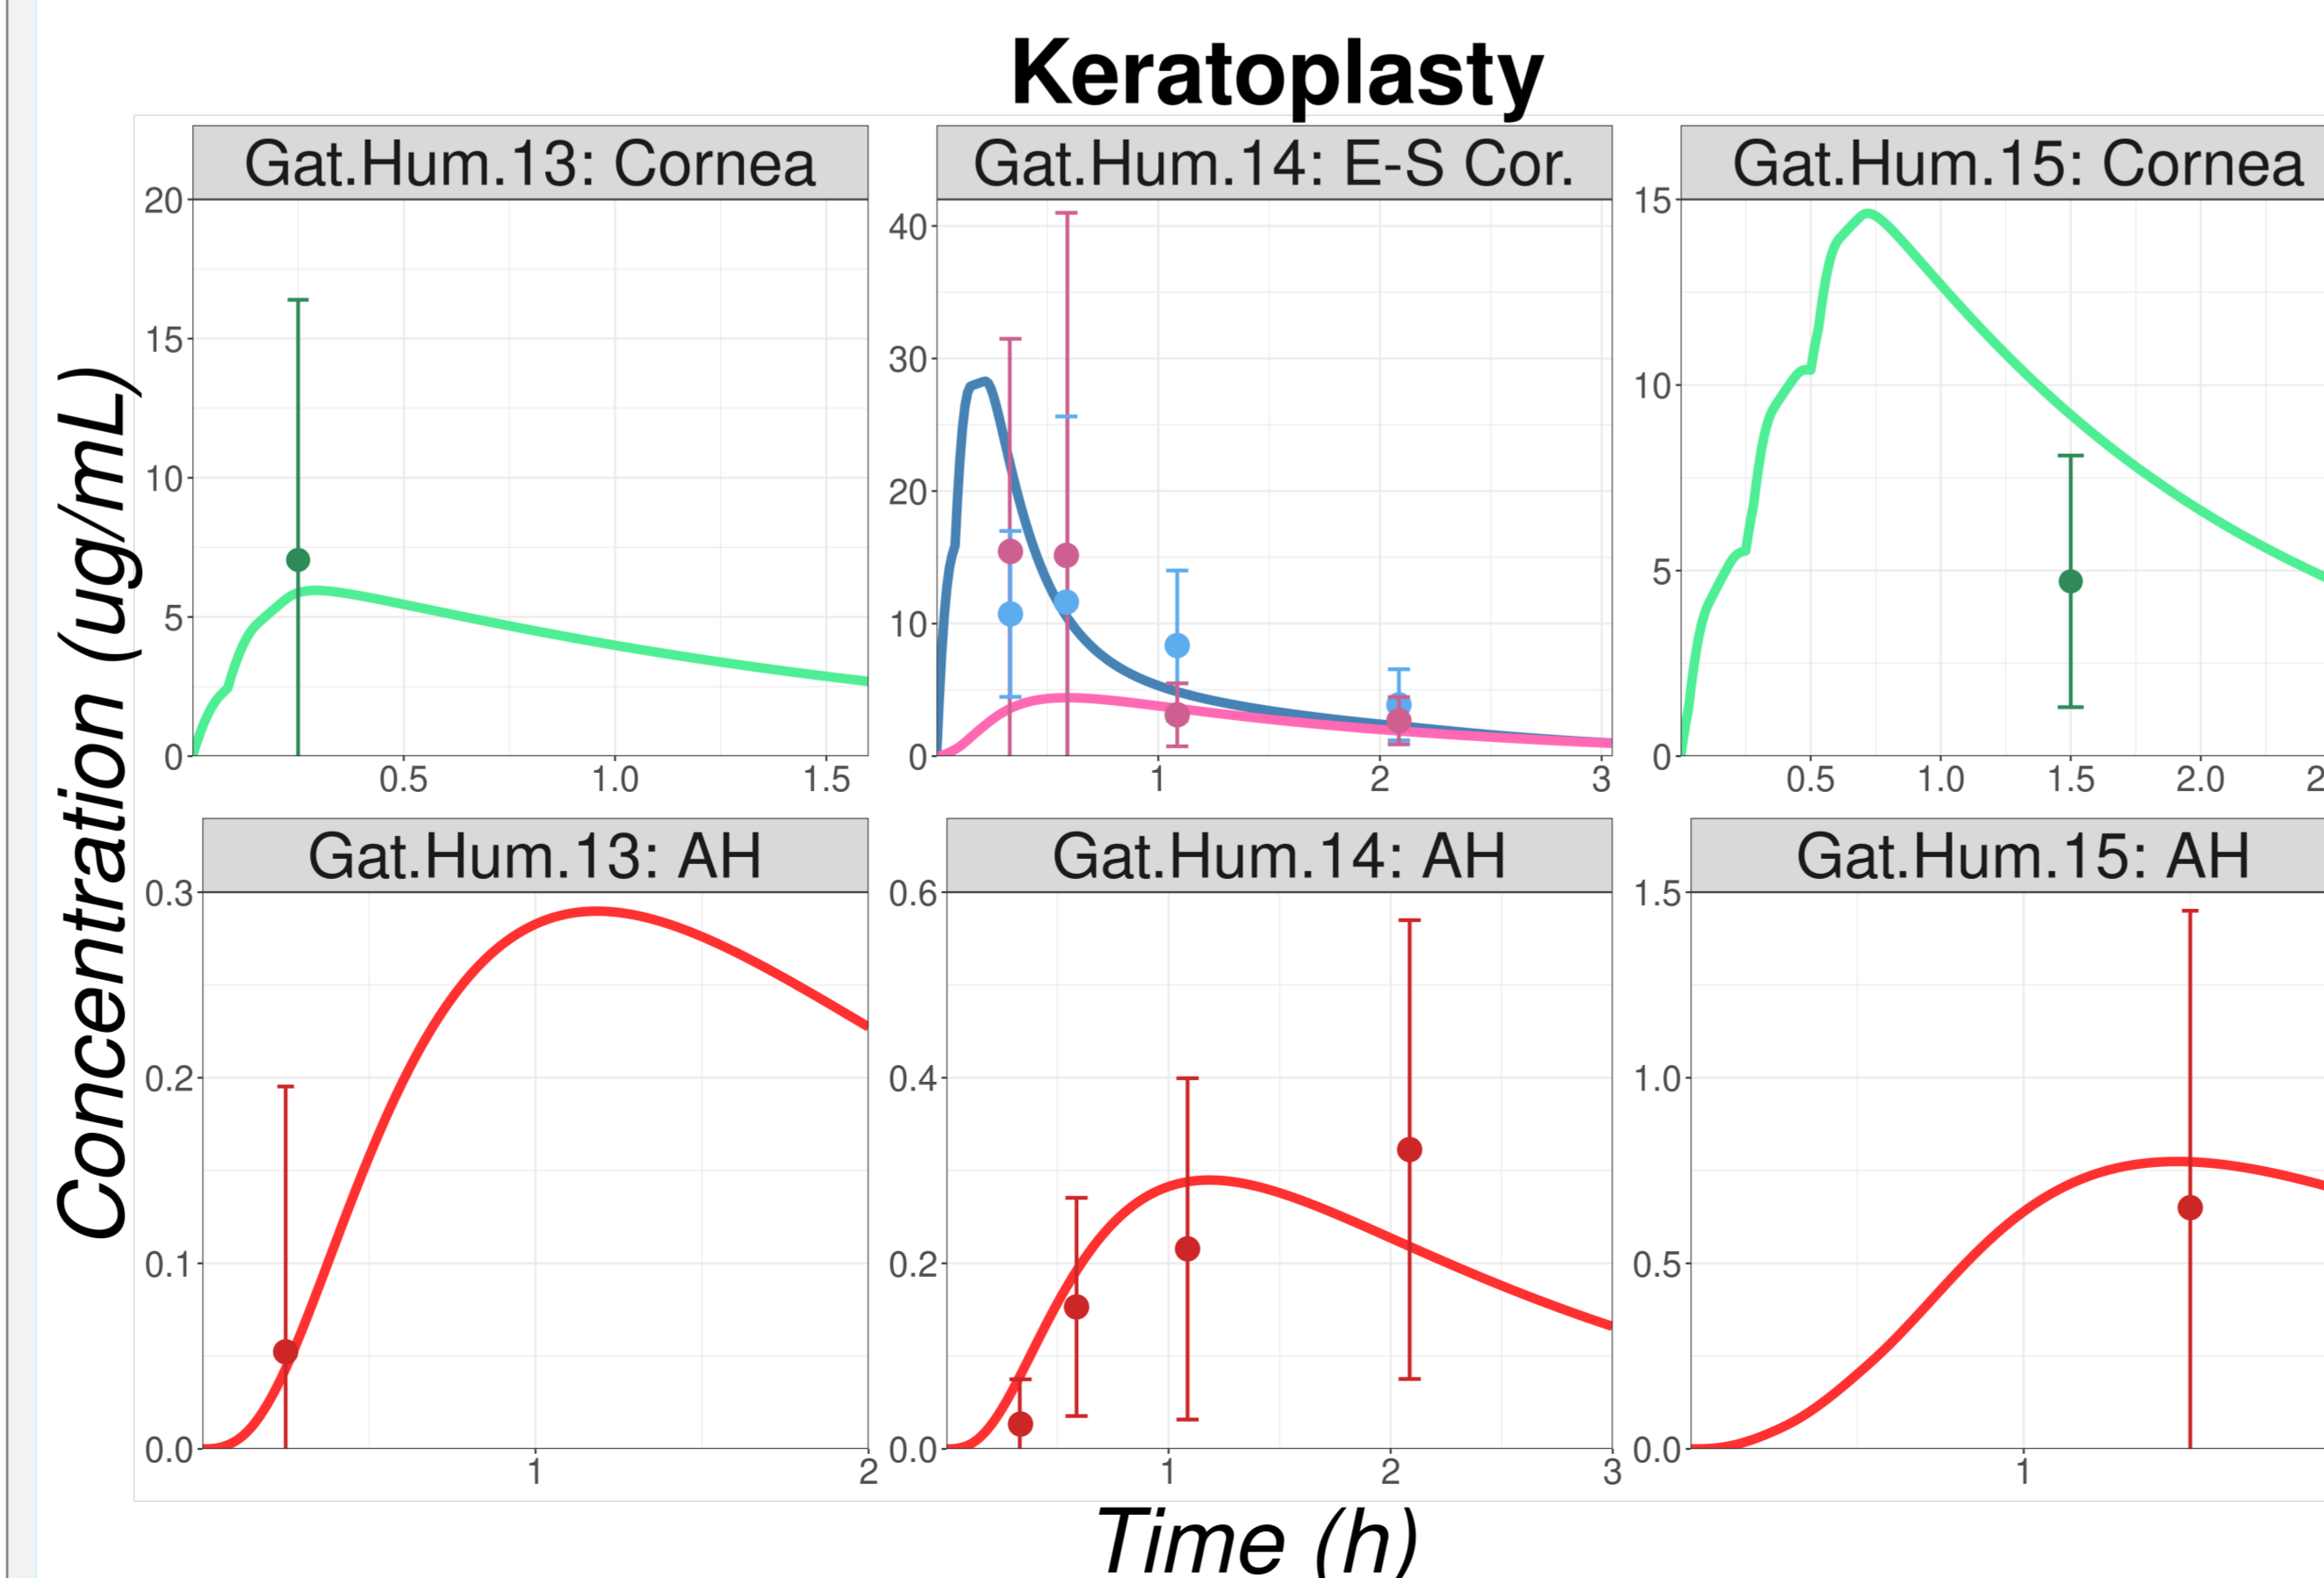 Keratoplasty
Gat.Hum.13: Cornea
Gat.Hum.14: E-S Cor.
Gat.Hum.15: Cornea
20
15
10
5
0
0.5 1.0 1.5
40
30
20
10
0
1 2 3
15
10
5
0
0.5 1.0 1.5 2.0 2
Concentration (ug/mL)
Gat.Hum.13: AH
Gat.Hum.14: AH
Gat.Hum.15: AH
0.3
0.2
0.1
0.0
1 2
0.6
0.4
0.2
0.0
1 2 3
1.5
1.0
0.5
0.0
1
Time (h)